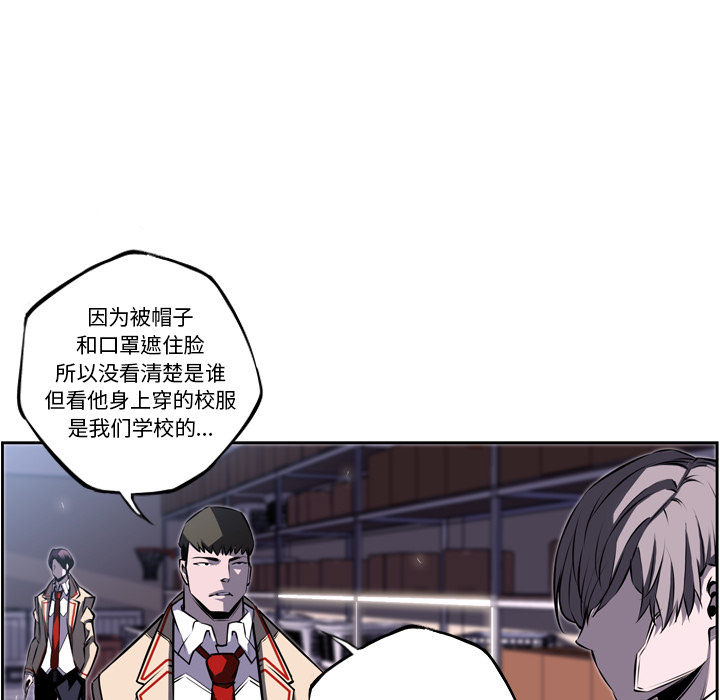 因为被帽子
和口罩遮住脸
所以没看清楚是谁
但看他身上穿的校服
是我们学校的...